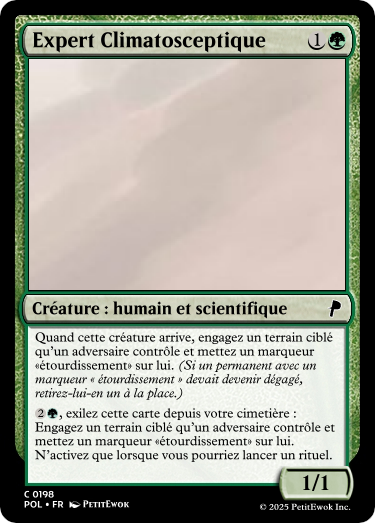 Expert Climatosceptique 1
Créature : humain et scientifique
Quand cette créature arrive, engagez un terrain ciblé
qu'un adversaire contrôle et mettez un marqueur
«étourdissement» sur lui. (Si un permanent avec un
marqueur « étourdissement » devait devenir dégagé,
retirez-lui-en un à la place.)
2, exilez cette carte depuis votre cimetière :
Engagez un terrain ciblé qu'un adversaire contrôle et
mettez un marqueur «étourdissement» sur lui.
N'activez que lorsque vous pourriez lancer un rituel.
1/1
C 0198
POL • FR PetitEwok
© 2025 PetitEwok Inc.